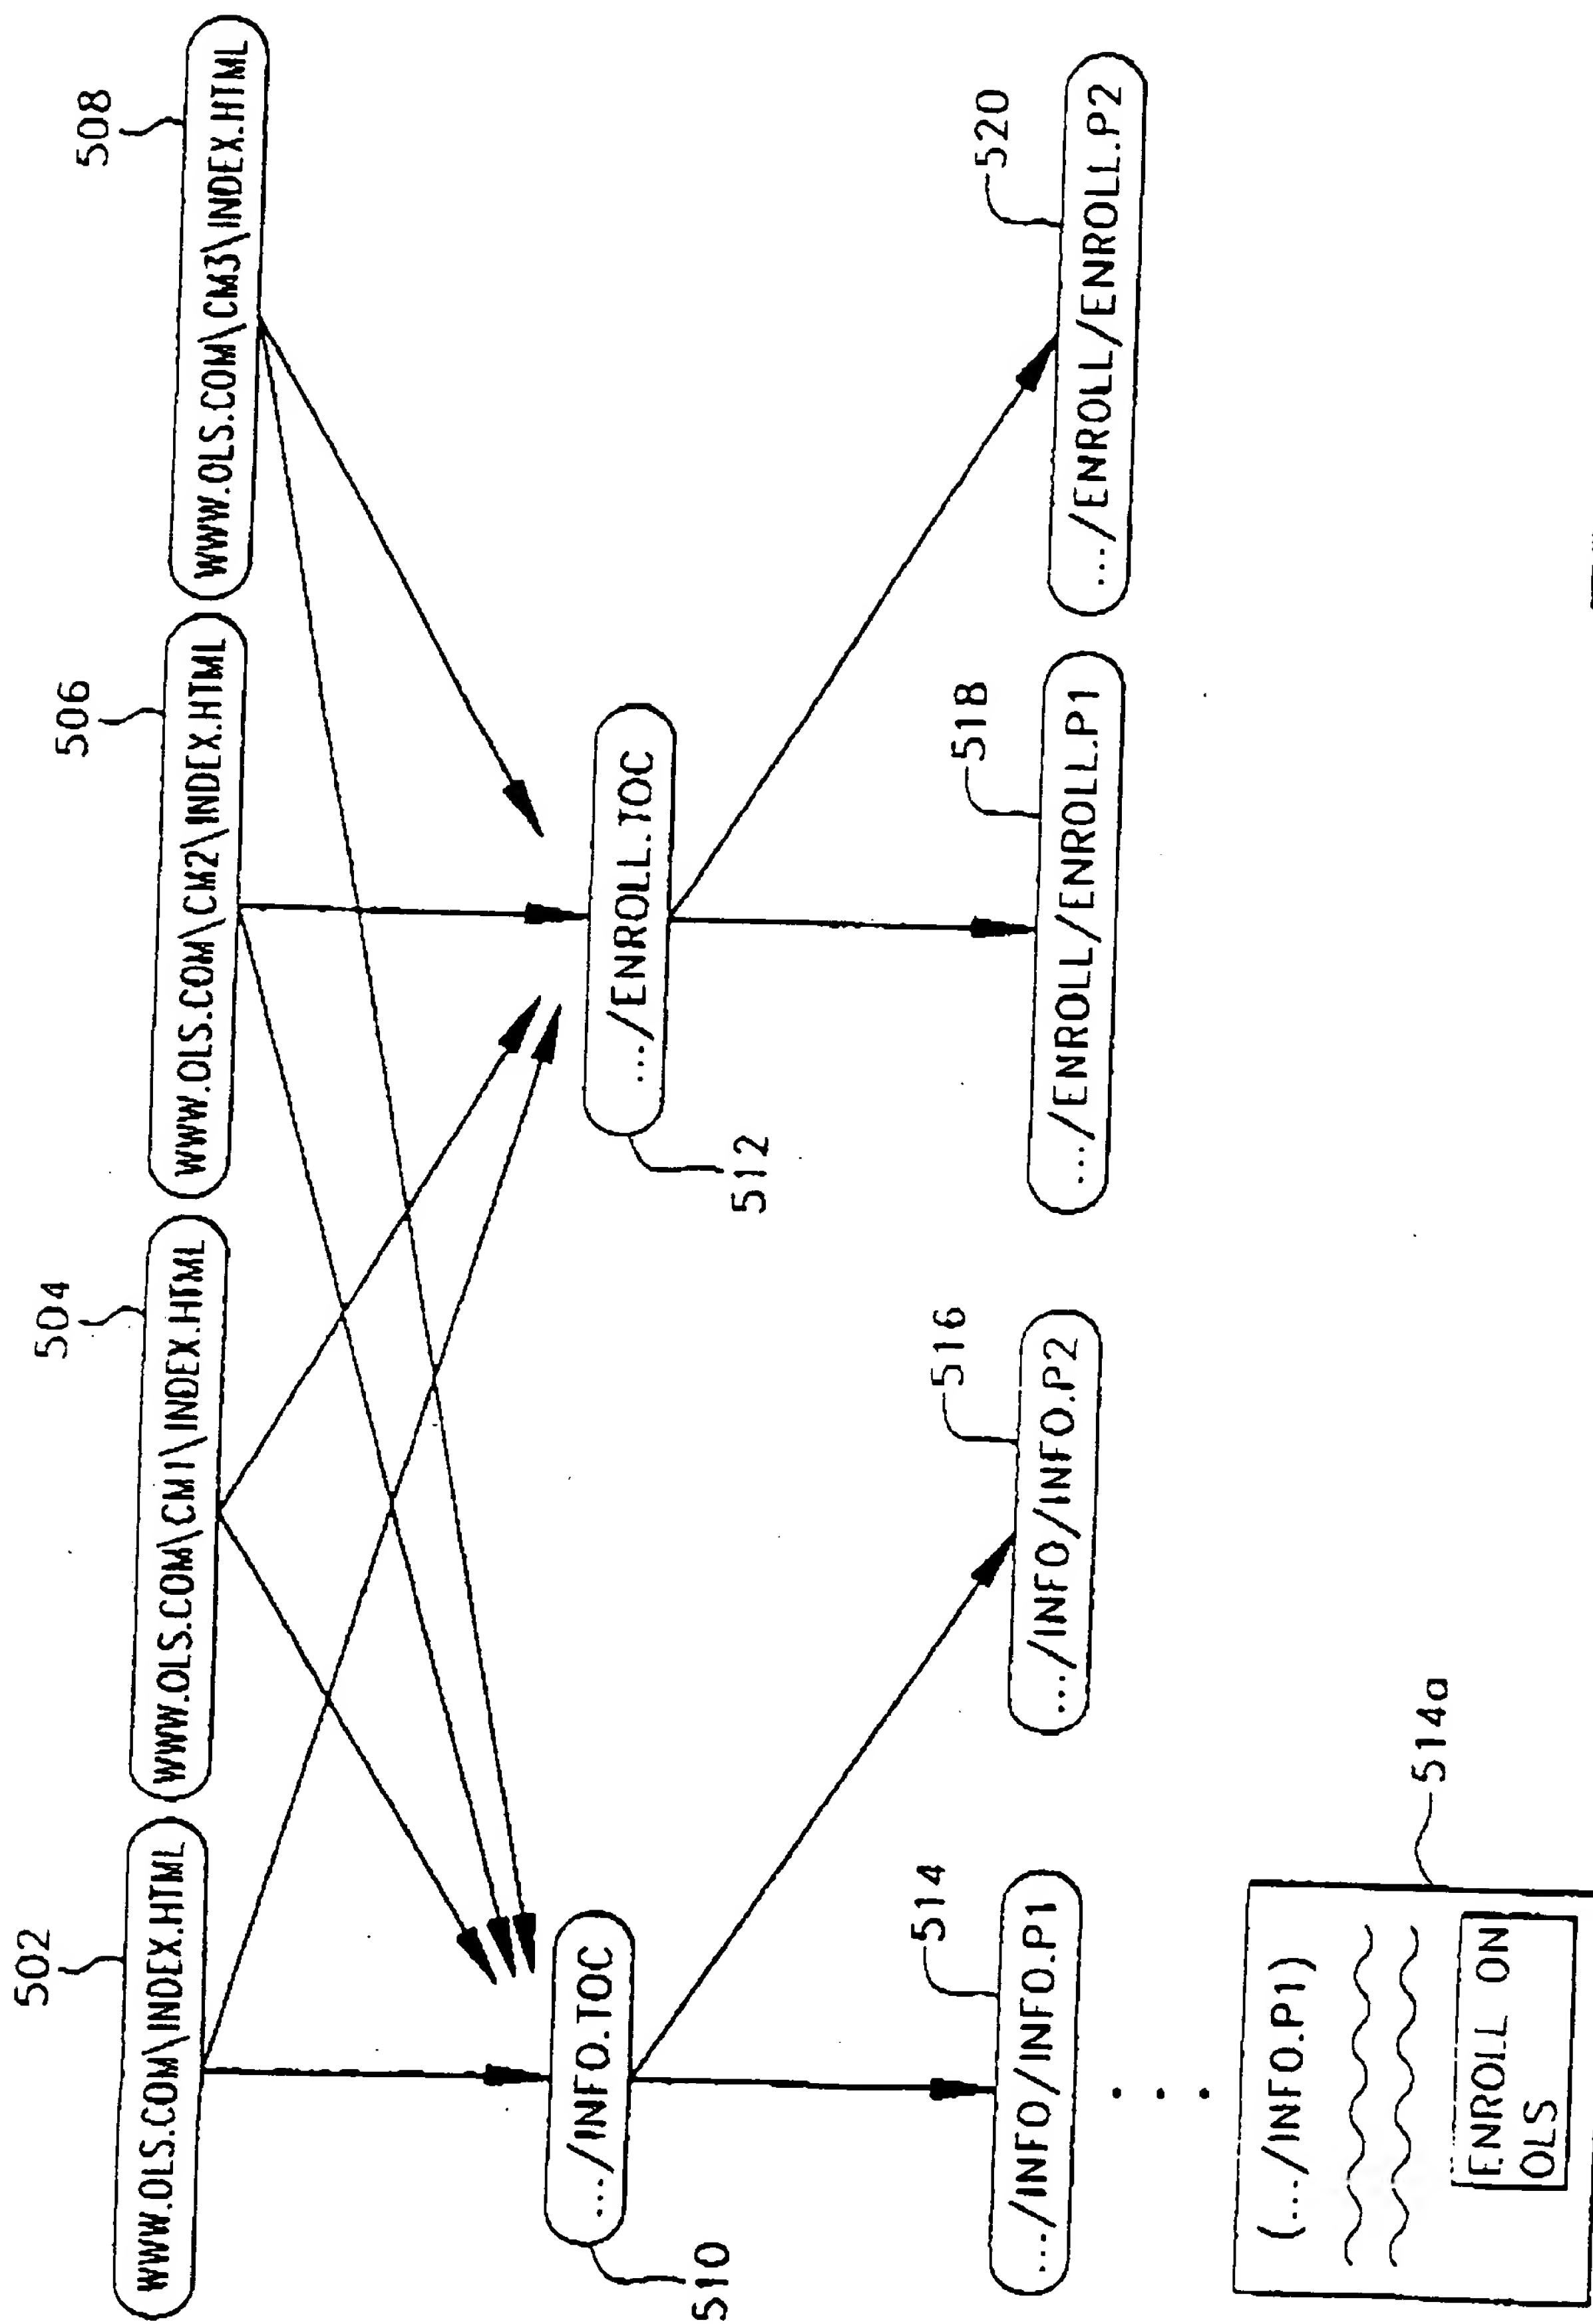 502
504
506
508
WWW.OLS.COM\INDEX.HTML
WWW.OLS.COM\CM1\INDEX.HTML
WWW.OLS.COM\CM2\INDEX.HTML
WWW.OLS.COM\CM3\INDEX.HTML
.../INFO.TOC
.../ENROLL.TOC
510
512
514
516
518
520
.../INFO/INFO.P1
.../INFO/INFO.P2
.../ENROLL/ENROLL.P1
.../ENROLL/ENROLL.P2
(.../INFO.P1)
ENROLL ON
OLS
514a